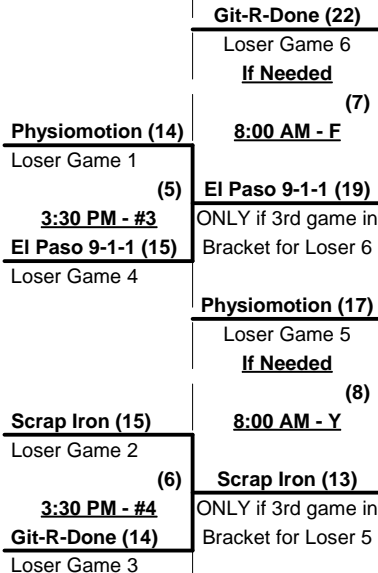 Git-R-Done (22)
Loser Game 6
If Needed
(7)
Physiomotion (14)
8:00 AM - F
Loser Game 1
(5)
El Paso 9-1-1 (19)
3:30 PM - #3
ONLY if 3rd game in
El Paso 9-1-1 (15)
Bracket for Loser 6
Loser Game 4
Physiomotion (17)
Loser Game 5
If Needed
(8)
Scrap Iron (15)
8:00 AM - Y
Loser Game 2
(6)
Scrap Iron (13)
3:30 PM - #4
ONLY if 3rd game in
Git-R-Done (14)
Bracket for Loser 5
Loser Game 3